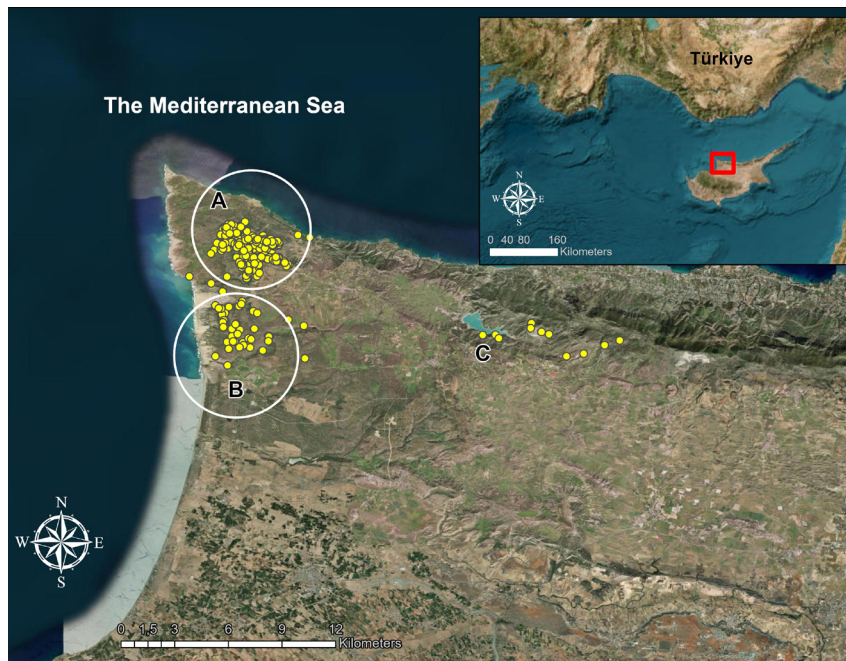 Türkiye
The Mediterranean Sea
A
N
W E
S
0 40 80 160
Kilometers
C
B
N
W E
S
0 1,5 3 6 9 12
Kilometers